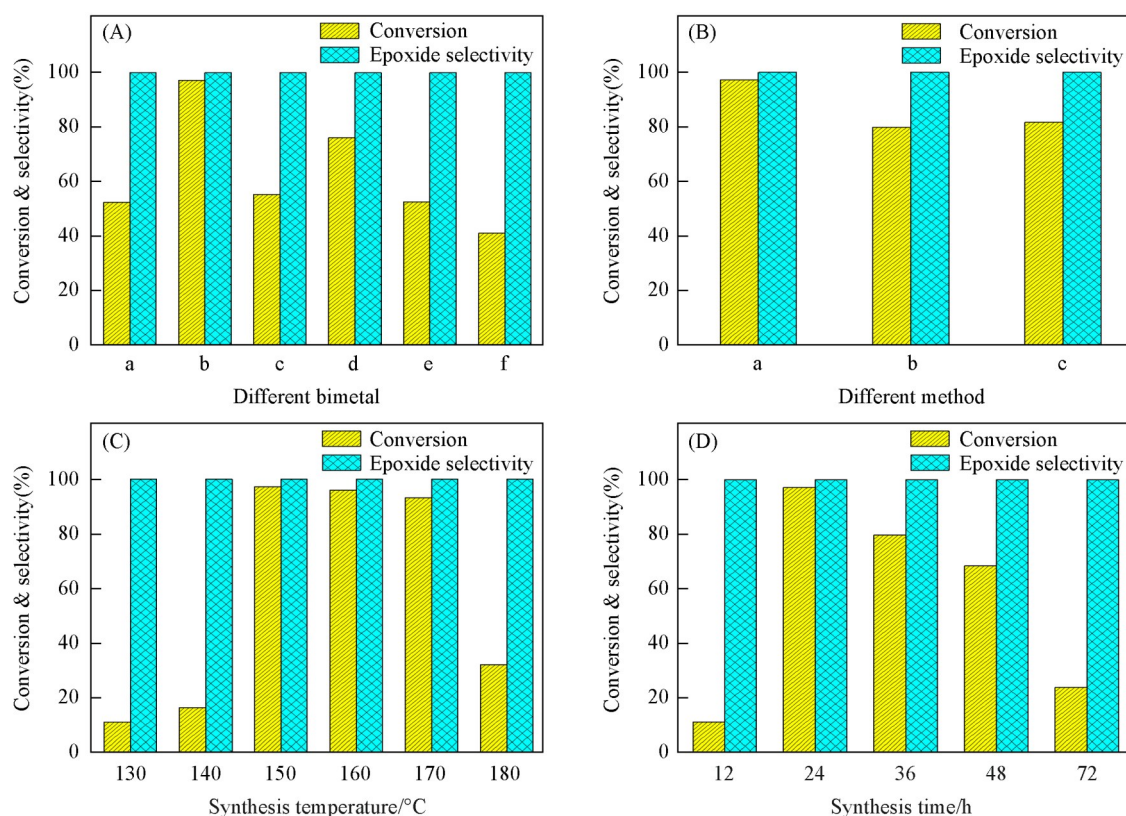 (A)
Conversion
Epoxide selectivity
100
80
60
40
20
0
Conversion & selectivity(%)
a b c d e f
Different bimetal
(B)
Conversion
Epoxide selectivity
100
80
60
40
20
0
Conversion & selectivity(%)
a b c
Different method
(C)
Conversion
Epoxide selectivity
100
80
60
40
20
0
Conversion & selectivity(%)
130 140 150 160 170 180
Synthesis temperature/°C
(D)
Conversion
Epoxide selectivity
100
80
60
40
20
0
Conversion & selectivity(%)
12 24 36 48 72
Synthesis time/h